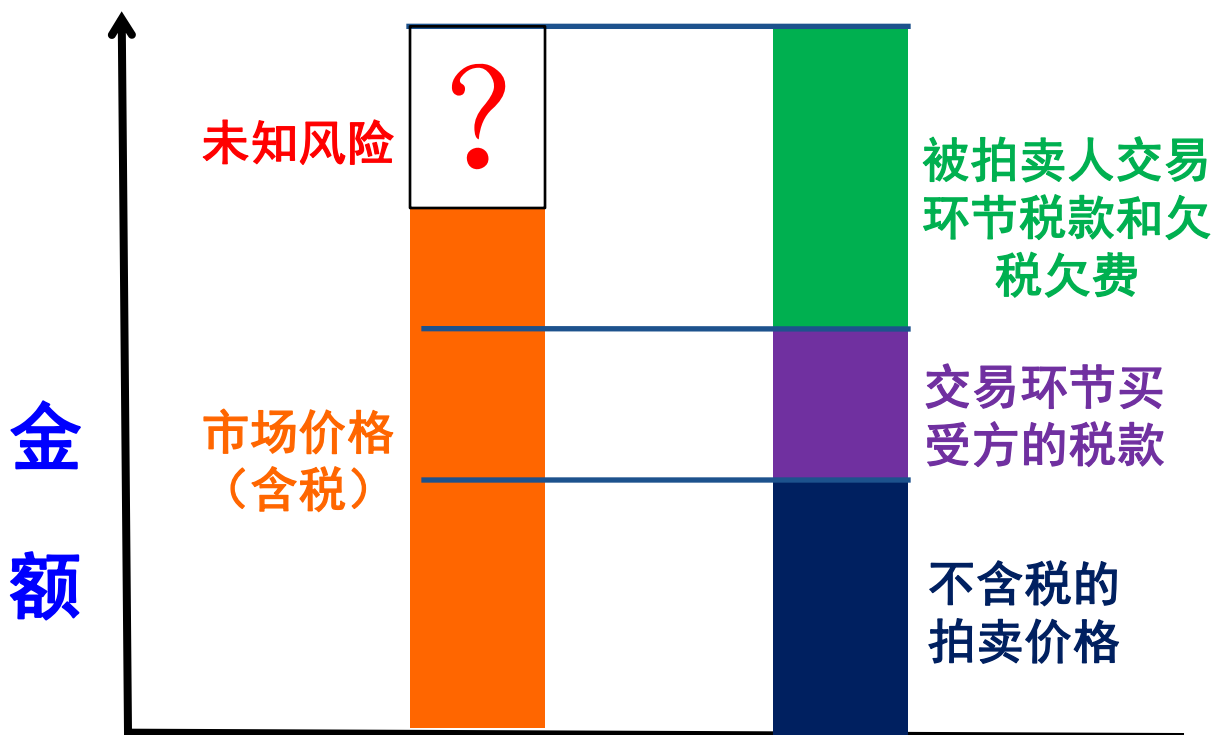 ?
未知风险
被拍卖人交易
环节税款和欠
税欠费
市场价格
（含税）
交易环节买
受方的税款
不含税的
拍卖价格
金
额